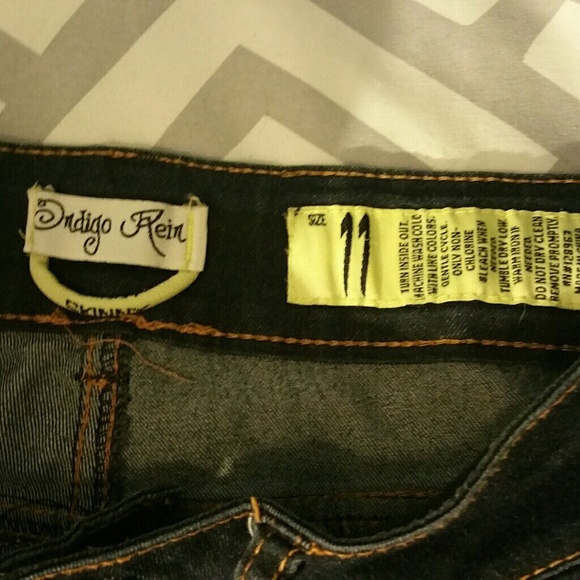 Indigo Rein
SKINNY
SIZE
11
TURN INSIDE OUT.
MACHINE WASH COLD
WITH LIKE COLORS.
GENTLE CYCLE.
ONLY NON-
CHLORINE
BLEACH WHEN
NEEDED
TUMBLE DRY LOW.
WARM IRON IF
NEEDED
DO NOT DRY CLEAN
REMOVE PROMPTLY.
RN#128967